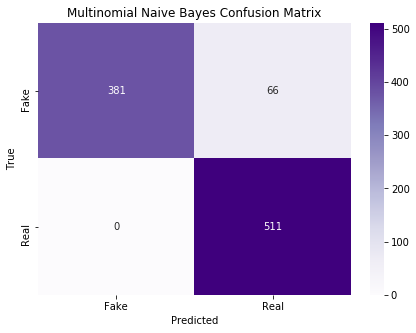 Multinomial Naive Bayes Confusion Matrix
Fake
381
66
Real
0
511
True
Fake
Real
Predicted
500
400
300
200
100
0